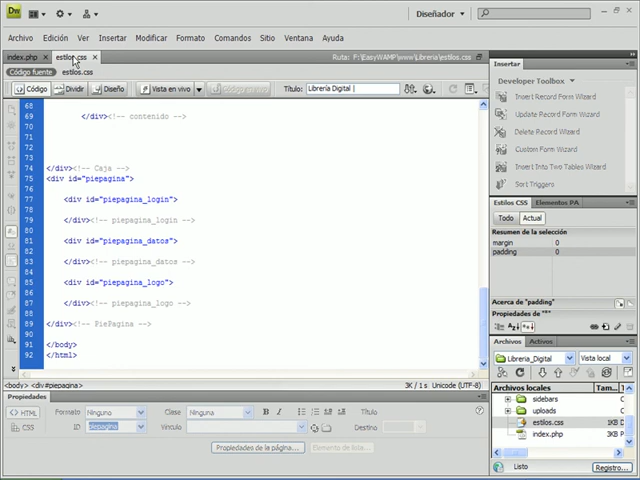 Dw
Diseñador
Archivo Edición Ver Insertar Modificar Formato Comandos Sitio Ventana Ayuda
index.php estilos.css Ruta: F:\EasyWAMP\www\Libreria\estilos.css
Código fuente estilos.css
Código Dividir Diseño Vista en vivo Código en vivo Título: Librería Digital |
68
69 </div><!-- contenido -->
70
71
72
73
74 </div><!-- Caja -->
75 <div id="piepagina">
76
77 <div id="piepagina_login">
78
79 </div><!-- piepagina_login -->
80
81 <div id="piepagina_datos">
82
83 </div><!-- piepagina_datos -->
84
85 <div id="piepagina_logo">
86
87 </div><!-- piepagina_logo -->
88
89 </div><!-- PiePagina -->
90
91 </body>
92 </html>
<body> <div#piepagina> 3K / 1 s Unicode (UTF-8)
Propiedades
HTML Formato Ninguno Clase Ninguna B I Título
CSS ID piepagina Vínculo Destino
Propiedades de la página... Elemento de lista...
Insertar
Developer Toolbox
Insert Record Form Wizard
Update Record Form Wizard
Delete Record Wizard
Custom Form Wizard
Insert Into Two Tables Wizard
Sort Triggers
Estilos CSS Elementos PA
Todo Actual
Resumen de la selección
margin 0
padding 0
Acerca de "padding"
Propiedades de "*"
Archivos Activos
Libreria_Digital Vista local
Archivos locales Tam... T
sidebars C
uploads C
estilos.css 1KB D
index.php 3KB P
Listo Registro...